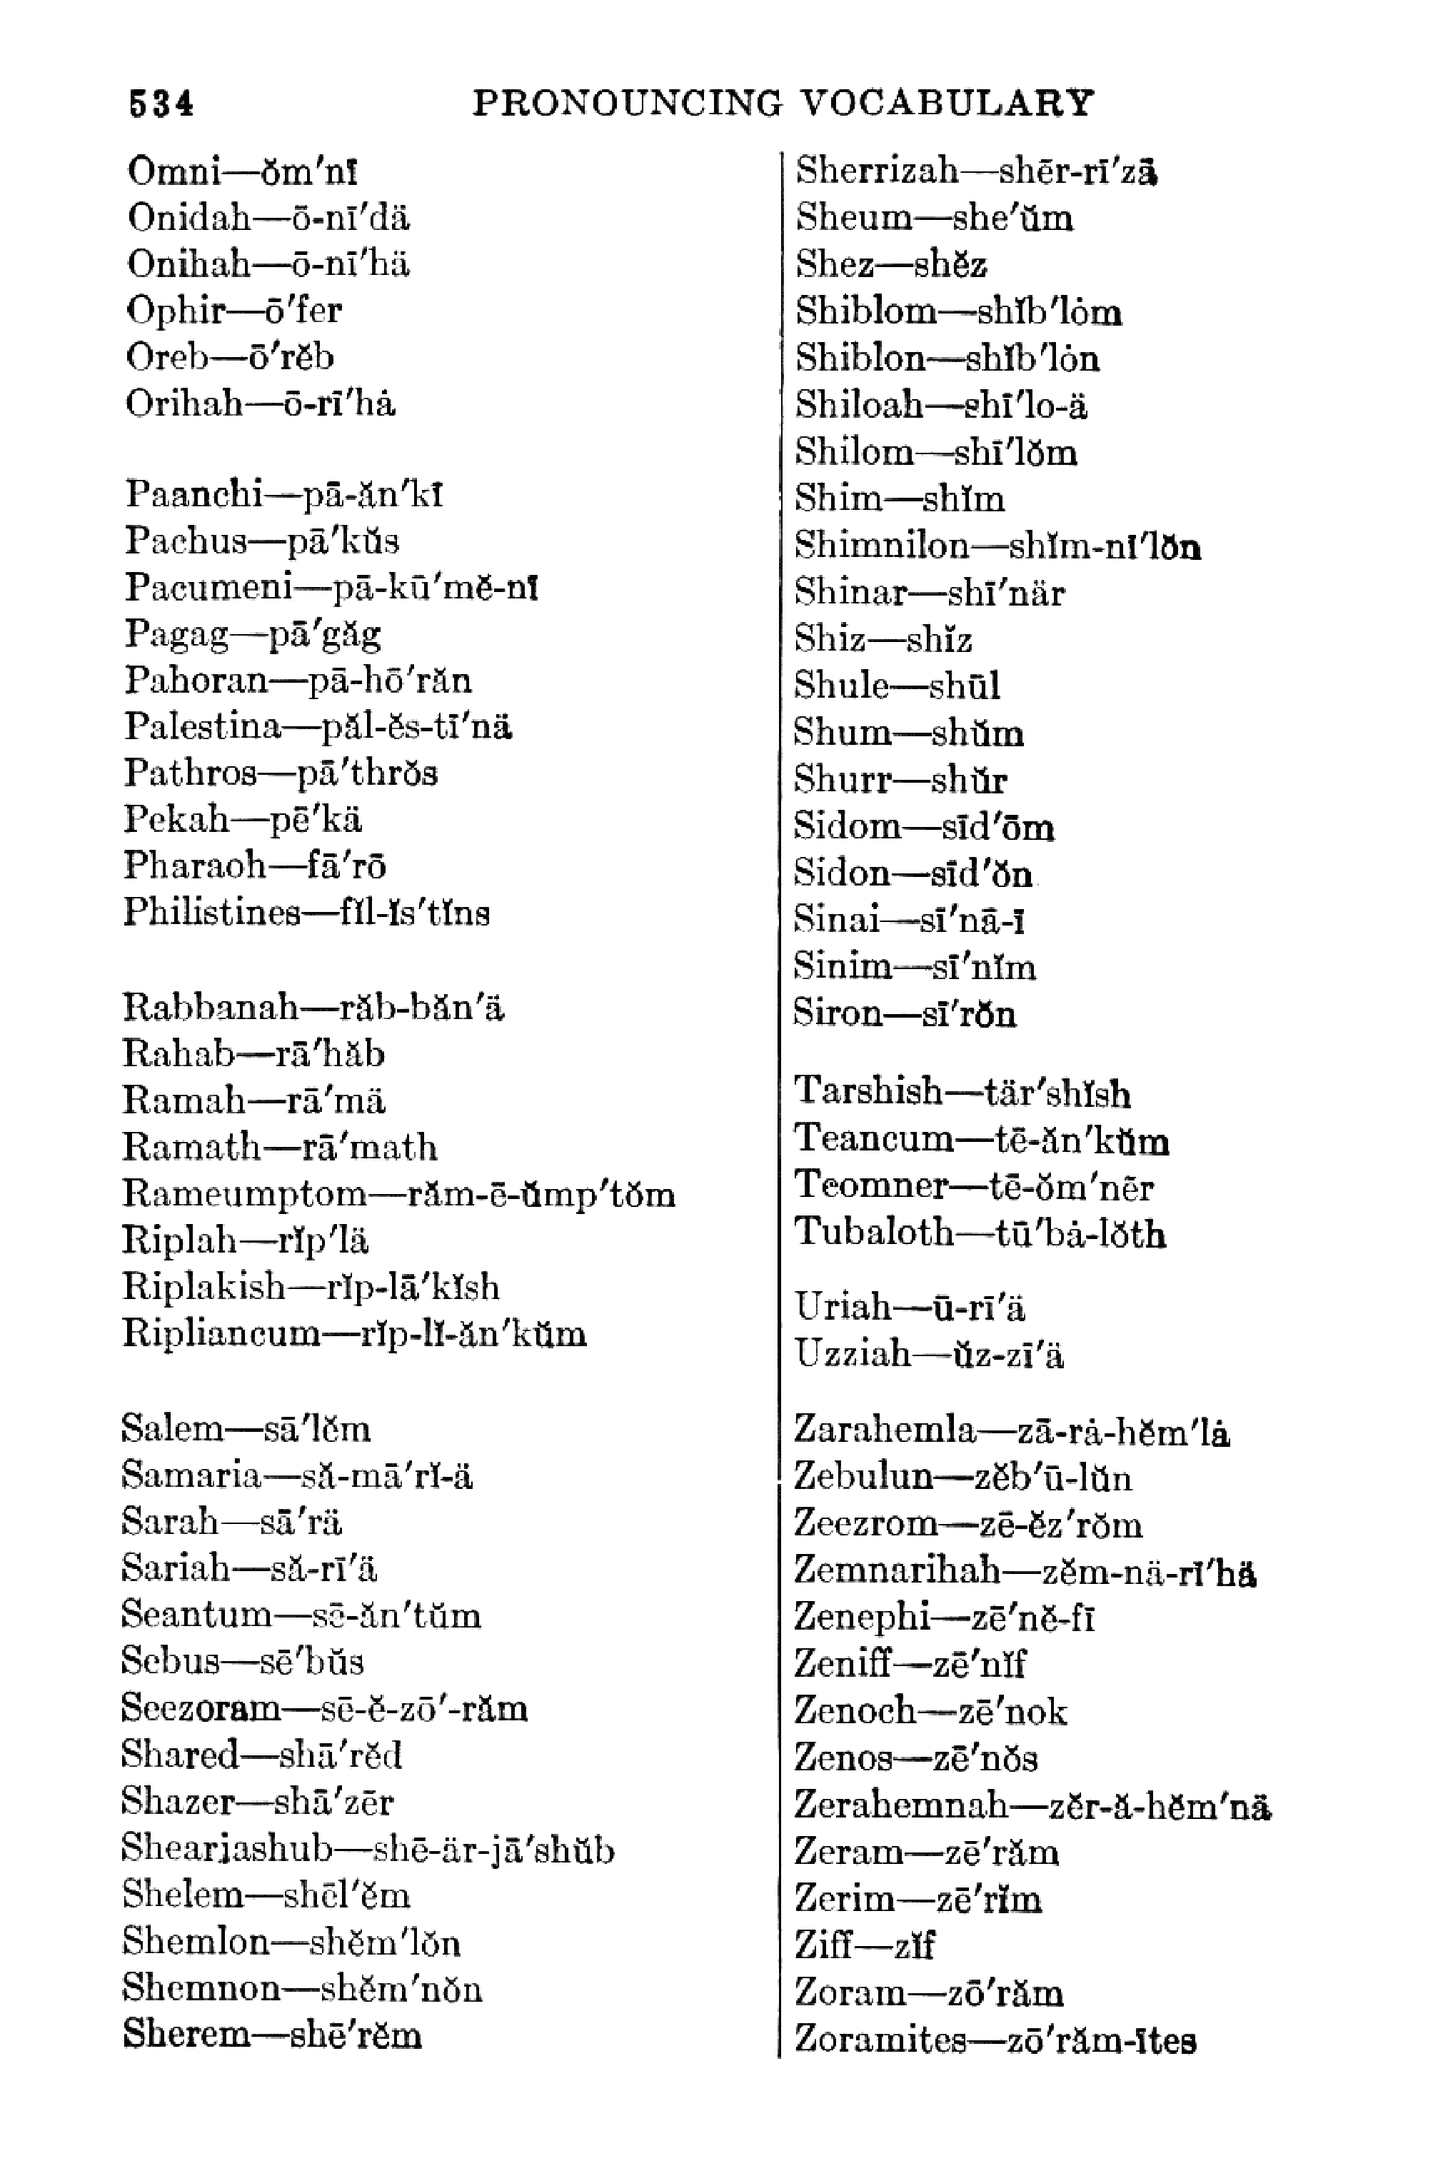 534 PRONOUNCING VOCABULARY
Omni—ŏm′nī
Onidah—ō-nī′dä
Onihah—ō-nī′hä
Ophir—ō′fer
Oreb—ō′rĕb
Orihah—ō-rī′hȧ
Paanchi—pā-ăn′kī
Pachus—pā′kŭs
Pacumeni—pā-kū′mĕ-nī
Pagag—pā′găg
Pahoran—pā-hō′răn
Palestina—păl-ĕs-tī′nä
Pathros—pā′thrŏs
Pekah—pē′kä
Pharaoh—fā′rō
Philistines—fĭl-ĭs′tĭns
Rabbanah—răb-băn′ä
Rahab—rā′hăb
Ramah—rā′mä
Ramath—rā′math
Rameumptom—răm-ē-ŭmp′tŏm
Riplah—rĭp′lä
Riplakish—rĭp-lā′kĭsh
Ripliancum—rĭp-lĭ-ăn′kŭm
Salem—sā′lĕm
Samaria—să-mā′rĭ-ä
Sarah—sā′rä
Sariah—să-rī′ä
Seantum—sē-ăn′tŭm
Sebus—sē′bŭs
Seezoram—sē-ĕ-zō′-răm
Shared—shā′rĕd
Shazer—shā′zēr
Shearjashub—shē-är-jā′shŭb
Shelem—shēl′ĕm
Shemlon—shĕm′lŏn
Shemnon—shĕm′nŏn
Sherem—shē′rĕm
Sherrizah—shēr-rī′zä
Sheum—she′ŭm
Shez—shĕz
Shiblom—shĭb′lȯm
Shiblon—shĭb′lȯn
Shiloah—shī′lo-ä
Shilom—shī′lŏm
Shim—shĭm
Shimnilon—shĭm-nī′lŏn
Shinar—shī′när
Shiz—shĭz
Shule—shūl
Shum—shŭm
Shurr—shŭr
Sidom—sīd′ōm
Sidon—sīd′ŏn
Sinai—sī′nā-ī
Sinim—sī′nĭm
Siron—sī′rŏn
Tarshish—tär′shĭsh
Teancum—tē-ăn′kŭm
Teomner—tē-ŏm′nēr
Tubaloth—tū′bȧ-lŏth
Uriah—ū-rī′ä
Uzziah—ŭz-zī′ä
Zarahemla—zā-rȧ-hĕm′lȧ
Zebulun—zĕb′ū-lŭn
Zeezrom—zē-ĕz′rŏm
Zemnarihah—zĕm-nä-rī′hä
Zenephi—zē′nĕ-fī
Zeniff—zē′nĭf
Zenoch—zē′nok
Zenos—zē′nŏs
Zerahemnah—zĕr-ă-hĕm′nä
Zeram—zē′răm
Zerim—zē′rĭm
Ziff—zĭf
Zoram—zō′răm
Zoramites—zō′răm-ītes